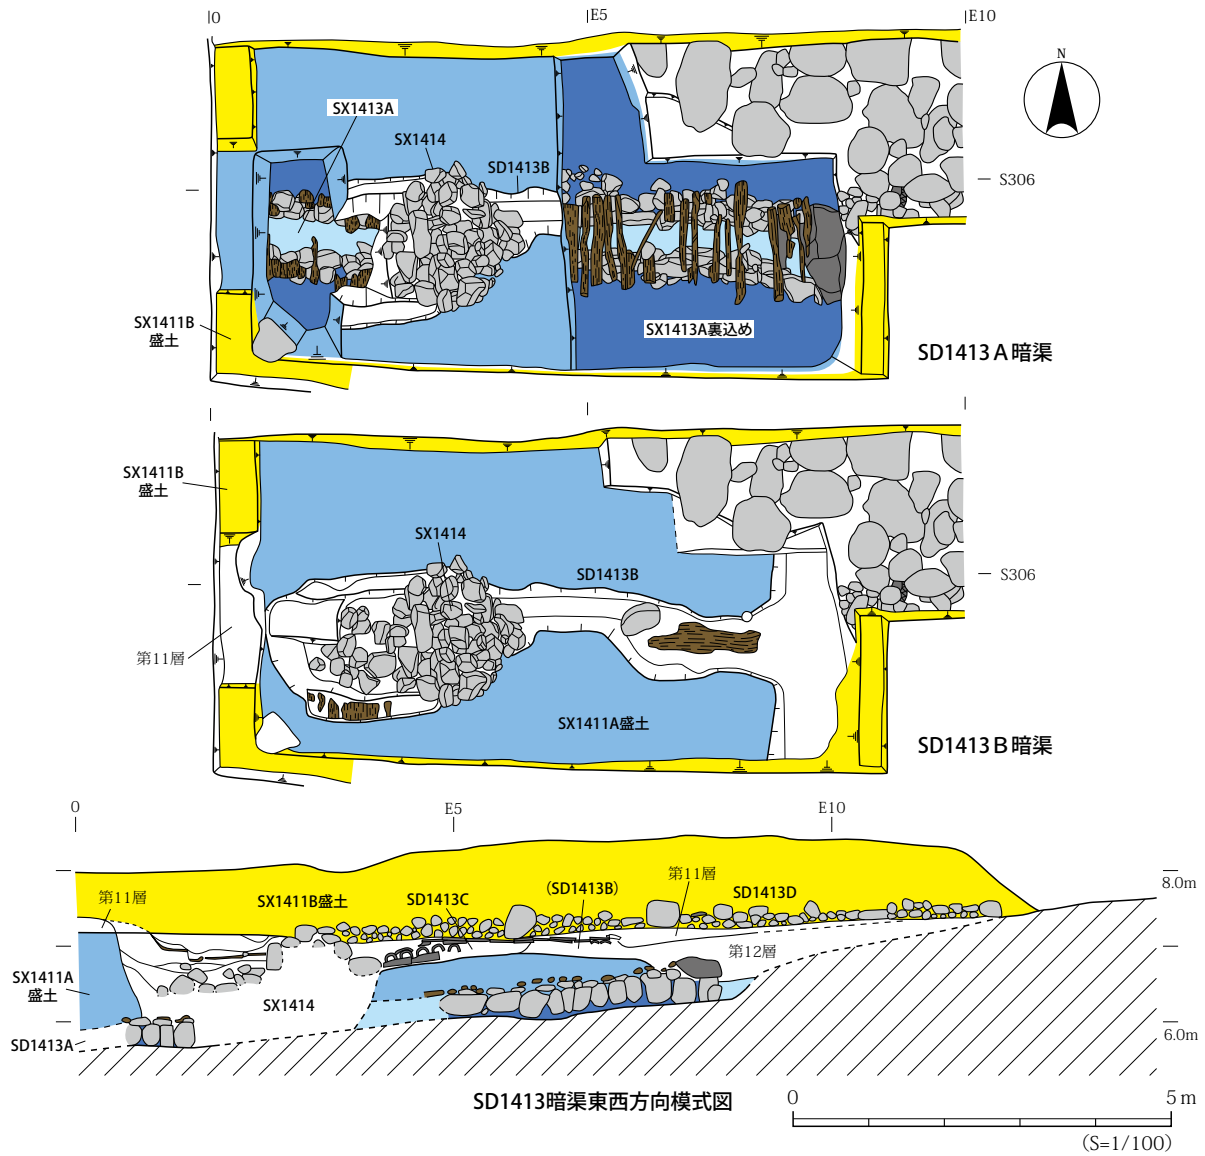 0
E5
E10
N
SX1413A
SX1414
SD1413B
S306
SX1411B
盛土
SX1413A裏込め
SD1413A暗渠
SX1411B
盛土
SX1414
SD1413B
S306
第11層
SX1411A盛土
SD1413B暗渠
0
E5
E10
第11層
SX1411B盛土
SD1413C
(SD1413B)
第11層
SD1413D
8.0m
第12層
SX1411A
盛土
SX1414
SD1413A
6.0m
SD1413暗渠東西方向模式図
0
5m
(S=1/100)